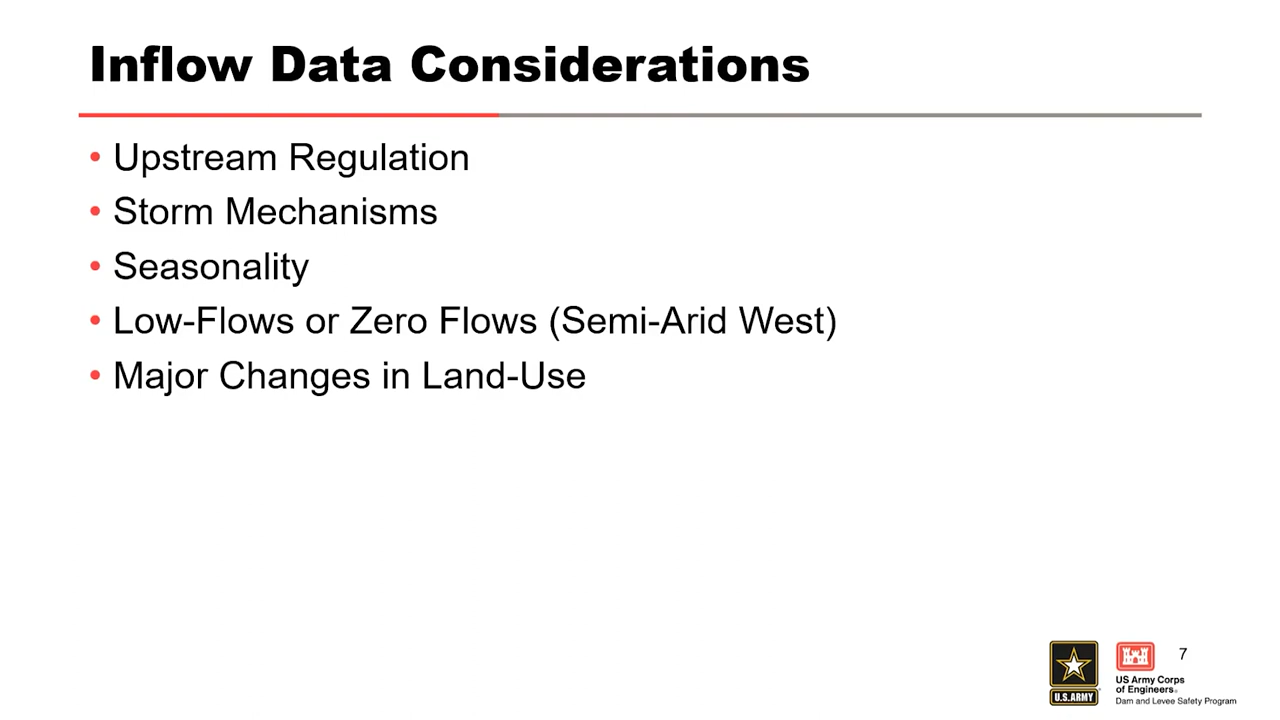 Inflow Data Considerations
• Upstream Regulation
• Storm Mechanisms
• Seasonality
• Low-Flows or Zero Flows (Semi-Arid West)
• Major Changes in Land-Use
7
U.S.ARMY
US Army Corps
of Engineers®
Dam and Levee Safety Program